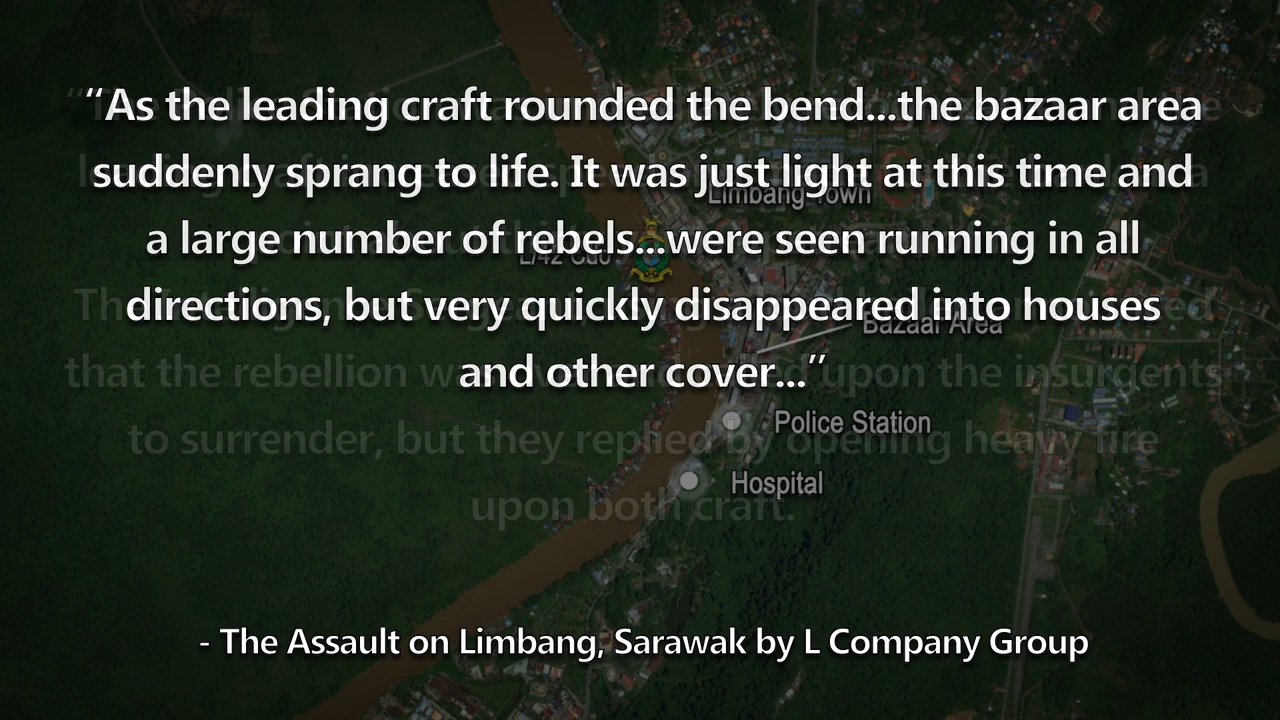 “As the leading craft rounded the bend...the bazaar area
suddenly sprang to life. It was just light at this time and
a large number of rebels...were seen running in all
directions, but very quickly disappeared into houses
and other cover...”
that the rebellion upon the insurgents
to surrender, but they replied by opening heavy fire
upon both craft.
Limbang Town
L/42 Cdo
Bazaar Area
Police Station
Hospital
- The Assault on Limbang, Sarawak by L Company Group